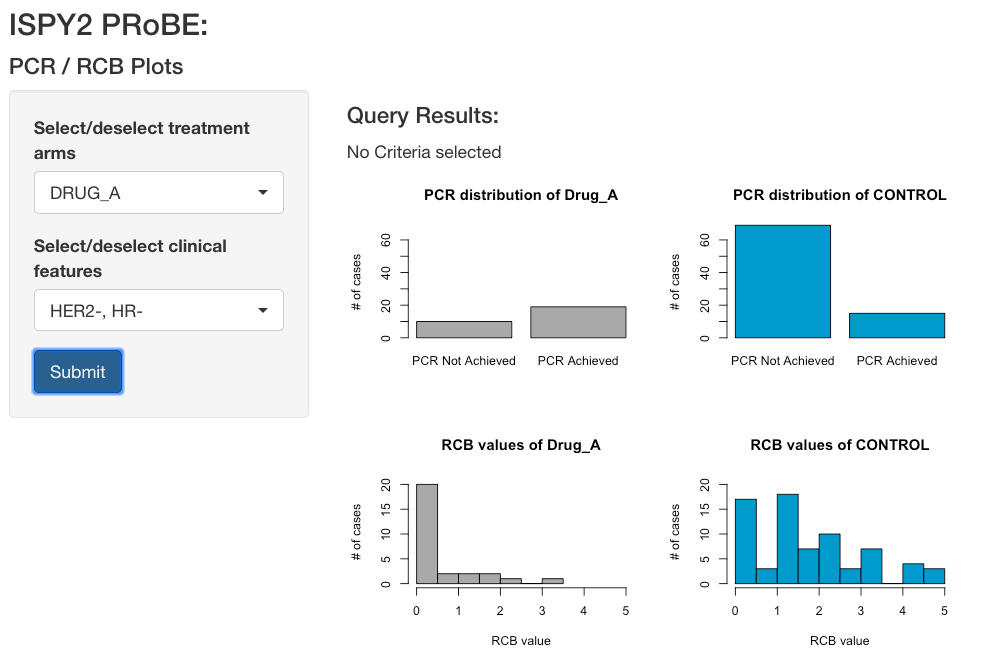 ISPY2 PRoBE:
PCR / RCB Plots
Select/deselect treatment
arms
DRUG_A
Select/deselect clinical
features
HER2-, HR-
Submit
Query Results:
No Criteria selected
PCR distribution of Drug_A
# of cases
0 20 40 60
PCR Not Achieved PCR Achieved
PCR distribution of CONTROL
# of cases
0 20 40 60
PCR Not Achieved PCR Achieved
RCB values of Drug_A
# of cases
0 5 10 15 20
0 1 2 3 4 5
RCB value
RCB values of CONTROL
# of cases
0 5 10 15 20
0 1 2 3 4 5
RCB value